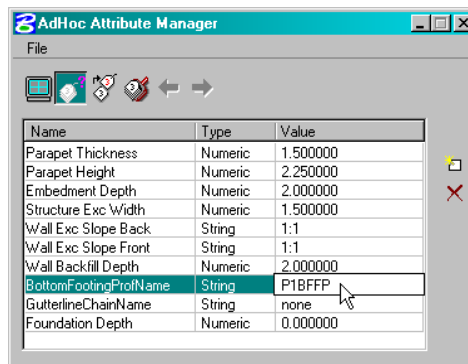 AdHoc Attribute Manager
File
Name Type Value
Parapet Thickness Numeric 1.500000
Parapet Height Numeric 2.250000
Embedment Depth Numeric 2.000000
Structure Exc Width Numeric 1.500000
Wall Exc Slope Back String 1:1
Wall Exc Slope Front String 1:1
Wall Backfill Depth Numeric 2.000000
BottomFootingProfName String P1BFFP
GutterlineChainName String none
Foundation Depth Numeric 0.000000